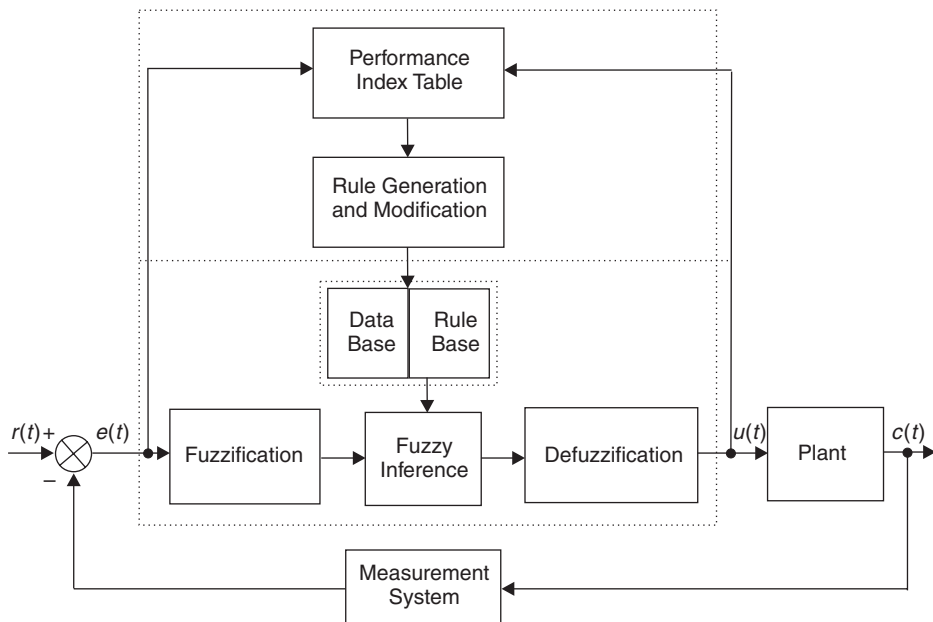 Performance
Index Table
Rule Generation
and Modification
Data
Base
Rule
Base
r(t)
+
e(t)
−
Fuzzification
Fuzzy
Inference
Defuzzification
u(t)
Plant
c(t)
Measurement
System